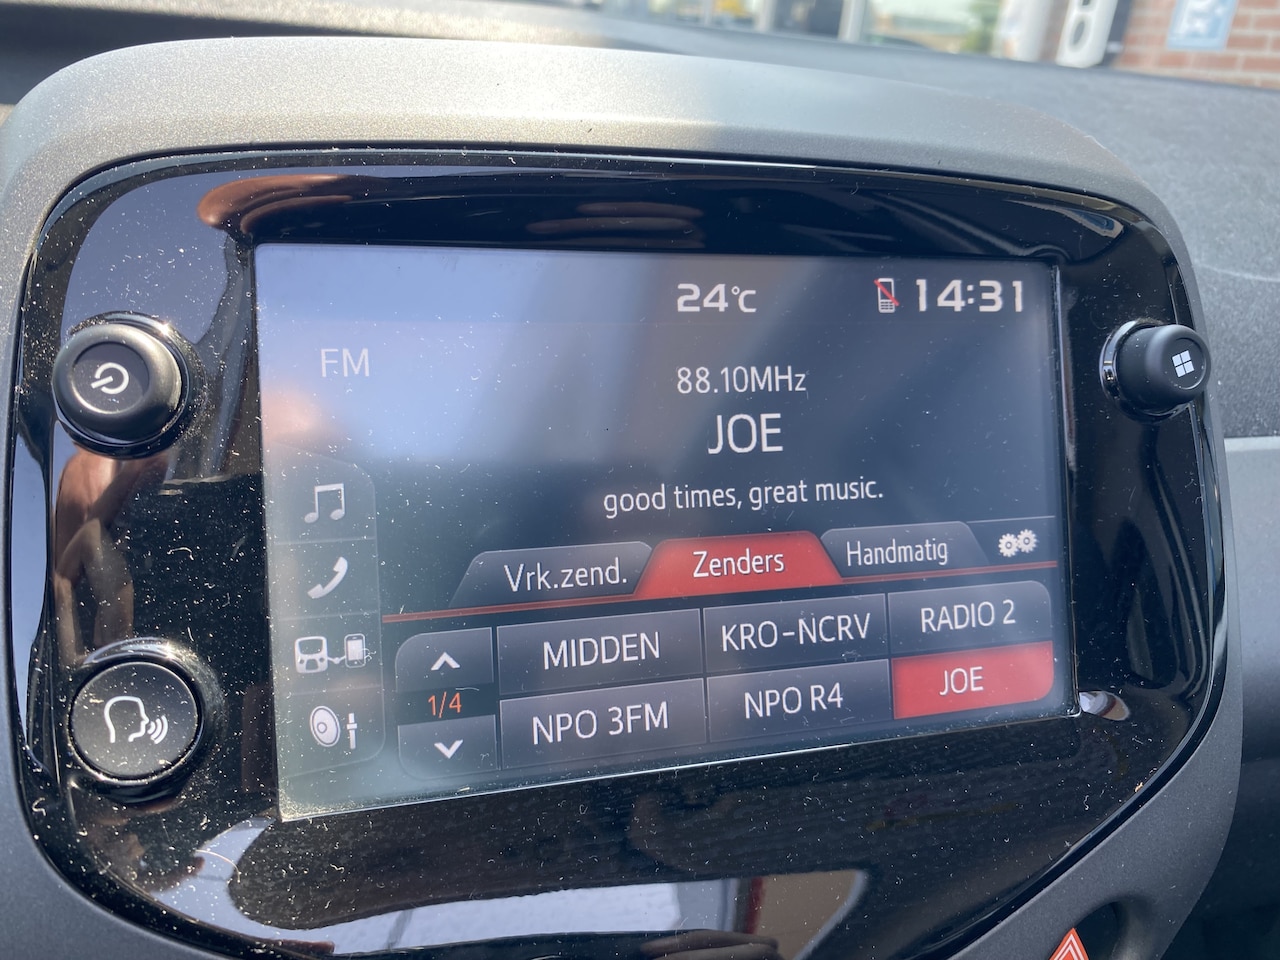 24°C 14:31
FM
88.10MHz
JOE
good times, great music.
Vrk.zend. Zenders Handmatig
MIDDEN KRO-NCRV RADIO 2
1/4
NPO 3FM NPO R4 JOE